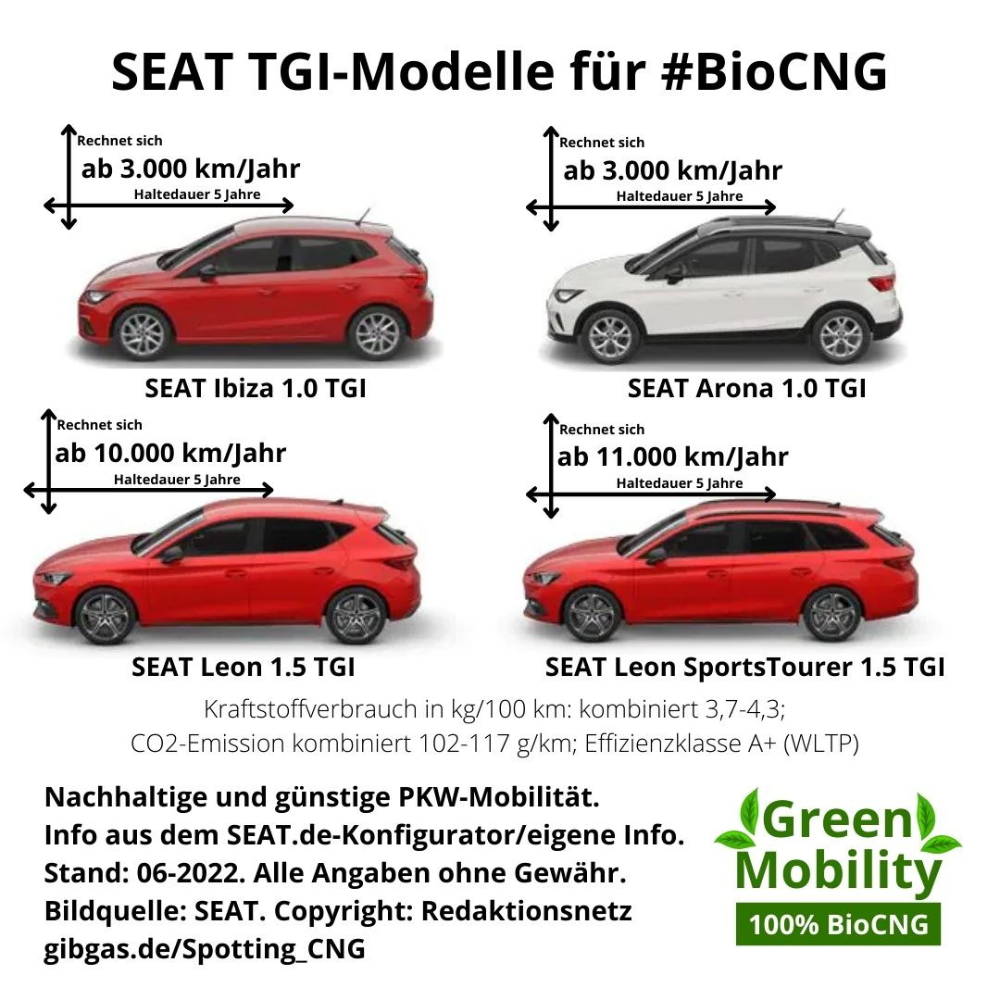 SEAT TGI-Modelle für #BioCNG
Rechnet sich
ab 3.000 km/Jahr
Haltedauer 5 Jahre
SEAT Ibiza 1.0 TGI
Rechnet sich
ab 3.000 km/Jahr
Haltedauer 5 Jahre
SEAT Arona 1.0 TGI
Rechnet sich
ab 10.000 km/Jahr
Haltedauer 5 Jahre
SEAT Leon 1.5 TGI
Rechnet sich
ab 11.000 km/Jahr
Haltedauer 5 Jahre
SEAT Leon SportsTourer 1.5 TGI
Kraftstoffverbrauch in kg/100 km: kombiniert 3,7-4,3;
CO2-Emission kombiniert 102-117 g/km; Effizienzklasse A+ (WLTP)
Nachhaltige und günstige PKW-Mobilität.
Info aus dem SEAT.de-Konfigurator/eigene Info.
Stand: 06-2022. Alle Angaben ohne Gewähr.
Bildquelle: SEAT. Copyright: Redaktionsnetz
gibgas.de/Spotting_CNG
Green
Mobility
100% BioCNG